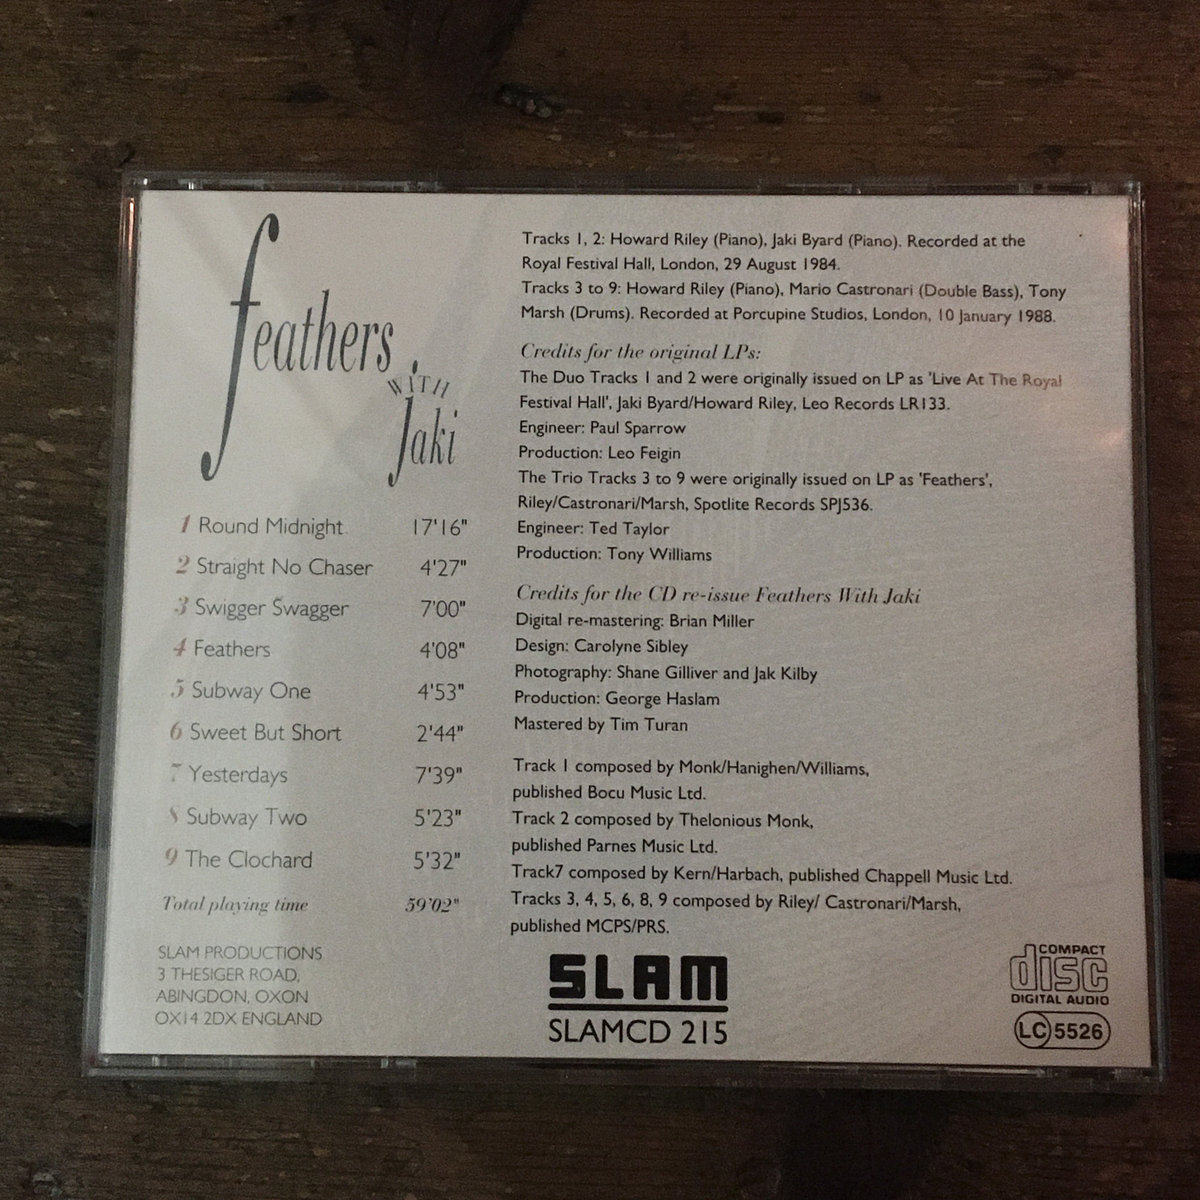 feathers
WITH
Jaki
1 Round Midnight 17'16"
2 Straight No Chaser 4'27"
3 Swigger Swagger 7'00"
4 Feathers 4'08"
5 Subway One 4'53"
6 Sweet But Short 2'44"
7 Yesterdays 7'39"
8 Subway Two 5'23"
9 The Clochard 5'32"
Total playing time 59'02"
SLAM PRODUCTIONS
3 THESIGER ROAD,
ABINGDON, OXON
OX14 2DX ENGLAND
Tracks 1, 2: Howard Riley (Piano), Jaki Byard (Piano). Recorded at the
Royal Festival Hall, London, 29 August 1984.
Tracks 3 to 9: Howard Riley (Piano), Mario Castronari (Double Bass), Tony
Marsh (Drums). Recorded at Porcupine Studios, London, 10 January 1988.
Credits for the original LPs:
The Duo Tracks 1 and 2 were originally issued on LP as 'Live At The Royal
Festival Hall', Jaki Byard/Howard Riley, Leo Records LR133.
Engineer: Paul Sparrow
Production: Leo Feigin
The Trio Tracks 3 to 9 were originally issued on LP as 'Feathers',
Riley/Castronari/Marsh, Spotlite Records SPJ536.
Engineer: Ted Taylor
Production: Tony Williams
Credits for the CD re-issue Feathers With Jaki
Digital re-mastering: Brian Miller
Design: Carolyne Sibley
Photography: Shane Gilliver and Jak Kilby
Production: George Haslam
Mastered by Tim Turan
Track 1 composed by Monk/Hanighen/Williams,
published Bocu Music Ltd.
Track 2 composed by Thelonious Monk,
published Parnes Music Ltd.
Track7 composed by Kern/Harbach, published Chappell Music Ltd.
Tracks 3, 4, 5, 6, 8, 9 composed by Riley/ Castronari/Marsh,
published MCPS/PRS.
SLAM
SLAMCD 215
COMPACT
disc
DIGITAL AUDIO
LC 5526